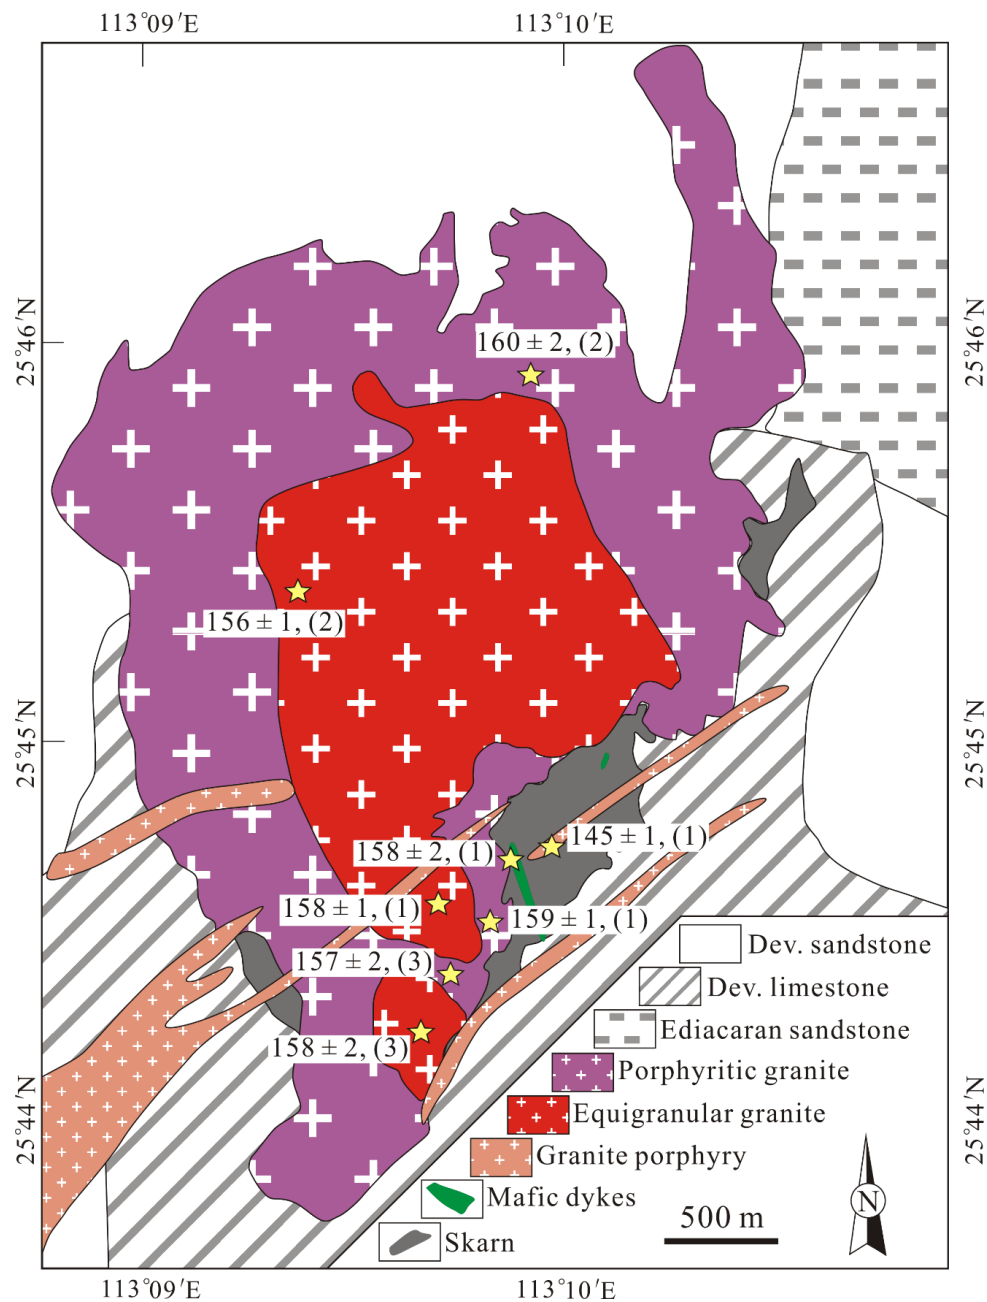 113°09′E
113°10′E
25°46′N
25°46′N
160 ± 2, (2)
156 ± 1, (2)
25°45′N
25°45′N
145 ± 1, (1)
158 ± 2, (1)
158 ± 1, (1)
159 ± 1, (1)
157 ± 2, (3)
158 ± 2, (3)
Dev. sandstone
Dev. limestone
Ediacaran sandstone
Porphyritic granite
Equigranular granite
Granite porphyry
Mafic dykes
Skarn
25°44′N
25°44′N
500 m
N
113°09′E
113°10′E